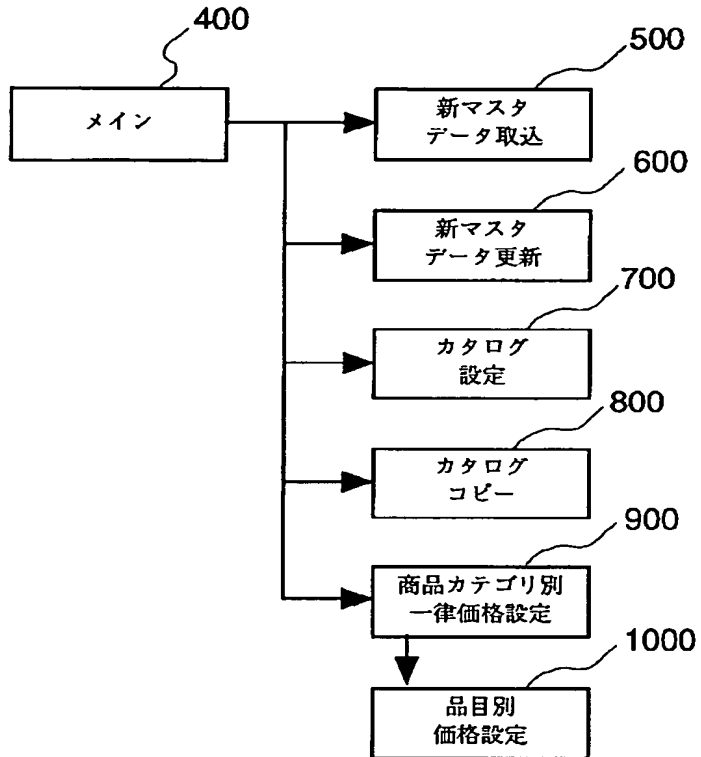 400
メイン
500
新マスタ
データ取込
600
新マスタ
データ更新
700
カタログ
設定
800
カタログ
コピー
900
商品カテゴリ別
一律価格設定
1000
品目別
価格設定